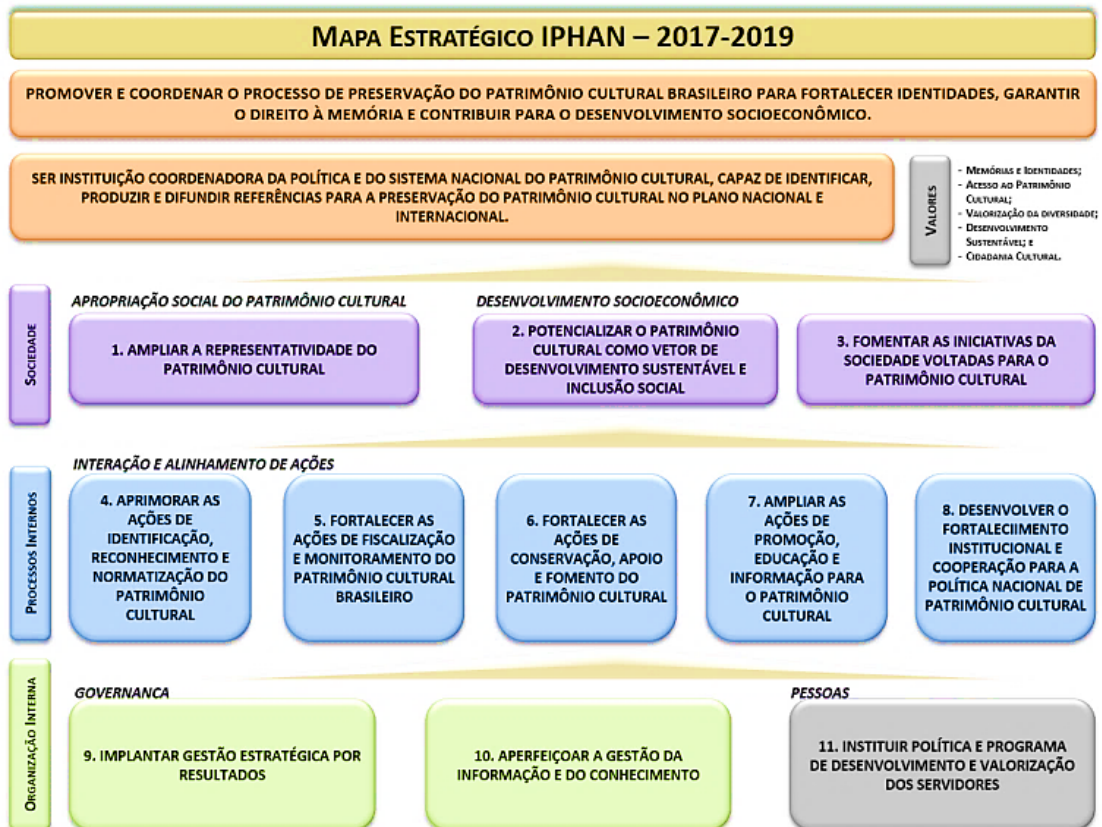 MAPA ESTRATÉGICO IPHAN – 2017-2019
PROMOVER E COORDENAR O PROCESSO DE PRESERVAÇÃO DO PATRIMÔNIO CULTURAL BRASILEIRO PARA FORTALECER IDENTIDADES, GARANTIR
O DIREITO À MEMÓRIA E CONTRIBUIR PARA O DESENVOLVIMENTO SOCIOECONÔMICO.
SER INSTITUIÇÃO COORDENADORA DA POLÍTICA E DO SISTEMA NACIONAL DO PATRIMÔNIO CULTURAL, CAPAZ DE IDENTIFICAR,
PRODUZIR E DIFUNDIR REFERÊNCIAS PARA A PRESERVAÇÃO DO PATRIMÔNIO CULTURAL NO PLANO NACIONAL E
INTERNACIONAL.
VALORES
- MEMÓRIAS E IDENTIDADES;
- ACESSO AO PATRIMÔNIO
CULTURAL;
- VALORIZAÇÃO DA DIVERSIDADE;
- DESENVOLVIMENTO
SUSTENTÁVEL; E
- CIDADANIA CULTURAL.
SOCIEDADE
APROPRIAÇÃO SOCIAL DO PATRIMÔNIO CULTURAL
1. AMPLIAR A REPRESENTATIVIDADE DO
PATRIMÔNIO CULTURAL
DESENVOLVIMENTO SOCIOECONÔMICO
2. POTENCIALIZAR O PATRIMÔNIO
CULTURAL COMO VETOR DE
DESENVOLVIMENTO SUSTENTÁVEL E
INCLUSÃO SOCIAL
3. FOMENTAR AS INICIATIVAS DA
SOCIEDADE VOLTADAS PARA O
PATRIMÔNIO CULTURAL
PROCESSOS INTERNOS
INTERAÇÃO E ALINHAMENTO DE AÇÕES
4. APRIMORAR AS
AÇÕES DE
IDENTIFICAÇÃO,
RECONHECIMENTO E
NORMATIZAÇÃO DO
PATRIMÔNIO
CULTURAL
5. FORTALECER AS
AÇÕES DE FISCALIZAÇÃO
E MONITORAMENTO DO
PATRIMÔNIO CULTURAL
BRASILEIRO
6. FORTALECER AS
AÇÕES DE
CONSERVAÇÃO, APOIO
E FOMENTO DO
PATRIMÔNIO CULTURAL
7. AMPLIAR AS
AÇÕES DE
PROMOÇÃO,
EDUCAÇÃO E
INFORMAÇÃO PARA
O PATRIMÔNIO
CULTURAL
8. DESENVOLVER O
FORTALECIIMENTO
INSTITUCIONAL E
COOPERAÇÃO PARA A
POLÍTICA NACIONAL DE
PATRIMÔNIO CULTURAL
ORGANIZAÇÃO INTERNA
GOVERNANCA
9. IMPLANTAR GESTÃO ESTRATÉGICA POR
RESULTADOS
10. APERFEIÇOAR A GESTÃO DA
INFORMAÇÃO E DO CONHECIMENTO
PESSOAS
11. INSTITUIR POLÍTICA E PROGRAMA
DE DESENVOLVIMENTO E VALORIZAÇÃO
DOS SERVIDORES